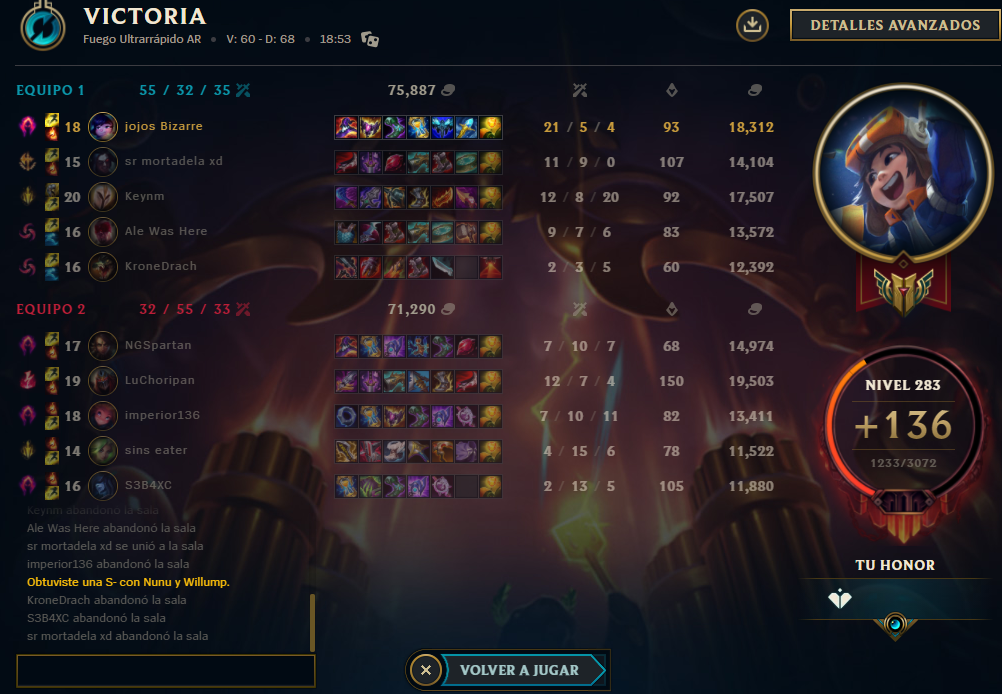 VICTORIA
Fuego Ultrarrápido AR • V: 60 - D: 68 • 18:53
DETALLES AVANZADOS
EQUIPO 1 55 / 32 / 35 75,887
18 jojos Bizarre 21 / 5 / 4 93 18,312
15 sr mortadela xd 11 / 9 / 0 107 14,104
20 Keynm 12 / 8 / 20 92 17,507
16 Ale Was Here 9 / 7 / 6 83 13,572
16 KroneDrach 2 / 3 / 5 60 12,392
EQUIPO 2 32 / 55 / 33 71,290
17 NGSpartan 7 / 10 / 7 68 14,974
19 LuChoripan 12 / 7 / 4 150 19,503
18 imperior136 7 / 10 / 11 82 13,411
14 sins eater 4 / 15 / 6 78 11,522
16 S3B4XC 2 / 13 / 5 105 11,880
NIVEL 283
+136
1233/3072
TU HONOR
Keynm abandonó la sala
Ale Was Here abandonó la sala
sr mortadela xd se unió a la sala
imperior136 abandonó la sala
Obtuviste una S- con Nunu y Willump.
KroneDrach abandonó la sala
S3B4XC abandonó la sala
sr mortadela xd abandonó la sala
VOLVER A JUGAR